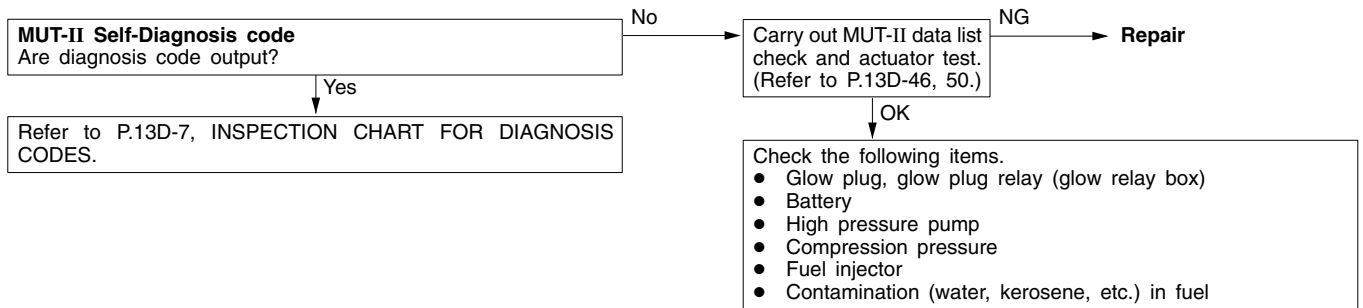 MUT-II Self-Diagnosis code
Are diagnosis code output?
No
Carry out MUT-II data list
check and actuator test.
(Refer to P.13D-46, 50.)
NG
Repair
Yes
Refer to P.13D-7, INSPECTION CHART FOR DIAGNOSIS
CODES.
OK
Check the following items.
● Glow plug, glow plug relay (glow relay box)
● Battery
● High pressure pump
● Compression pressure
● Fuel injector
● Contamination (water, kerosene, etc.) in fuel